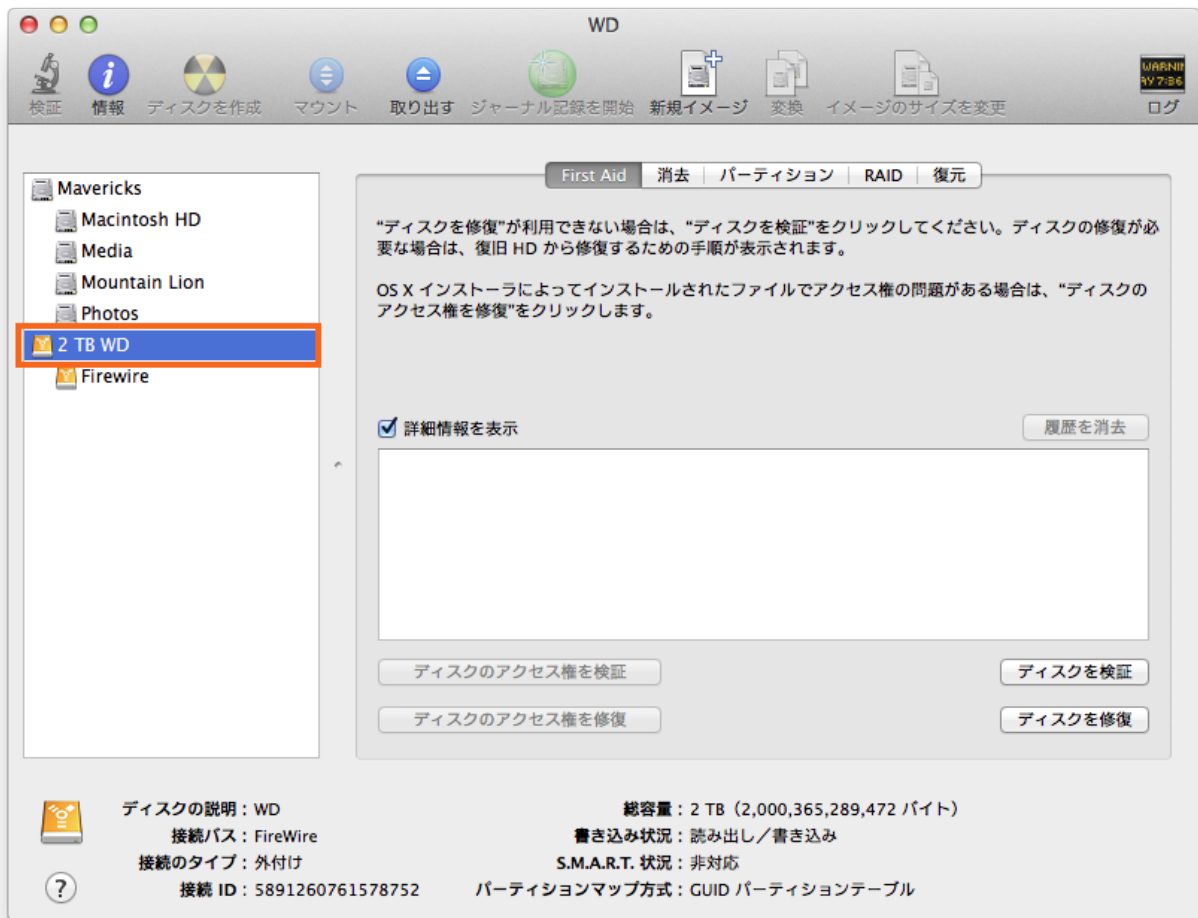 WD
検証 情報 ディスクを作成 マウント 取り出す ジャーナル記録を開始 新規イメージ 変換 イメージのサイズを変更 ログ
WARNIN
Mavericks
Macintosh HD
Media
Mountain Lion
Photos
2 TB WD
Firewire
First Aid 消去 パーティション RAID 復元
“ディスクを修復”が利用できない場合は、“ディスクを検証”をクリックしてください。ディスクの修復が必
要な場合は、復旧 HD から修復するための手順が表示されます。
OS X インストーラによってインストールされたファイルでアクセス権の問題がある場合は、“ディスクの
アクセス権を修復”をクリックします。
詳細情報を表示 履歴を消去
ディスクのアクセス権を検証 ディスクを検証
ディスクのアクセス権を修復 ディスクを修復
ディスクの説明：WD
接続バス：FireWire
接続のタイプ：外付け
接続 ID：5891260761578752
総容量：2 TB（2,000,365,289,472 バイト）
書き込み状況：読み出し／書き込み
S.M.A.R.T. 状況：非対応
パーティションマップ方式：GUID パーティションテーブル
?